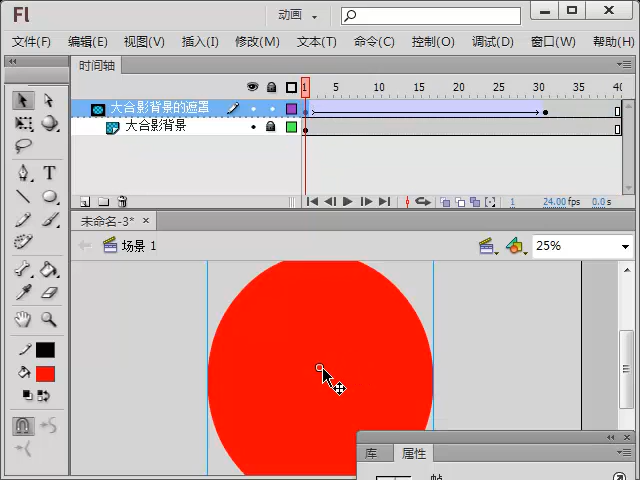 Fl
动画
文件(F) 编辑(E) 视图(V) 插入(I) 修改(M) 文本(T) 命令(C) 控制(O) 调试(D) 窗口(W) 帮助(H)
时间轴
1 5 10 15 20 25 30 35 40
大合影背景的遮罩
大合影背景
1 24.00 fps 0.0 s
未命名-3* ×
场景 1
25%
T
S
库 属性
帧